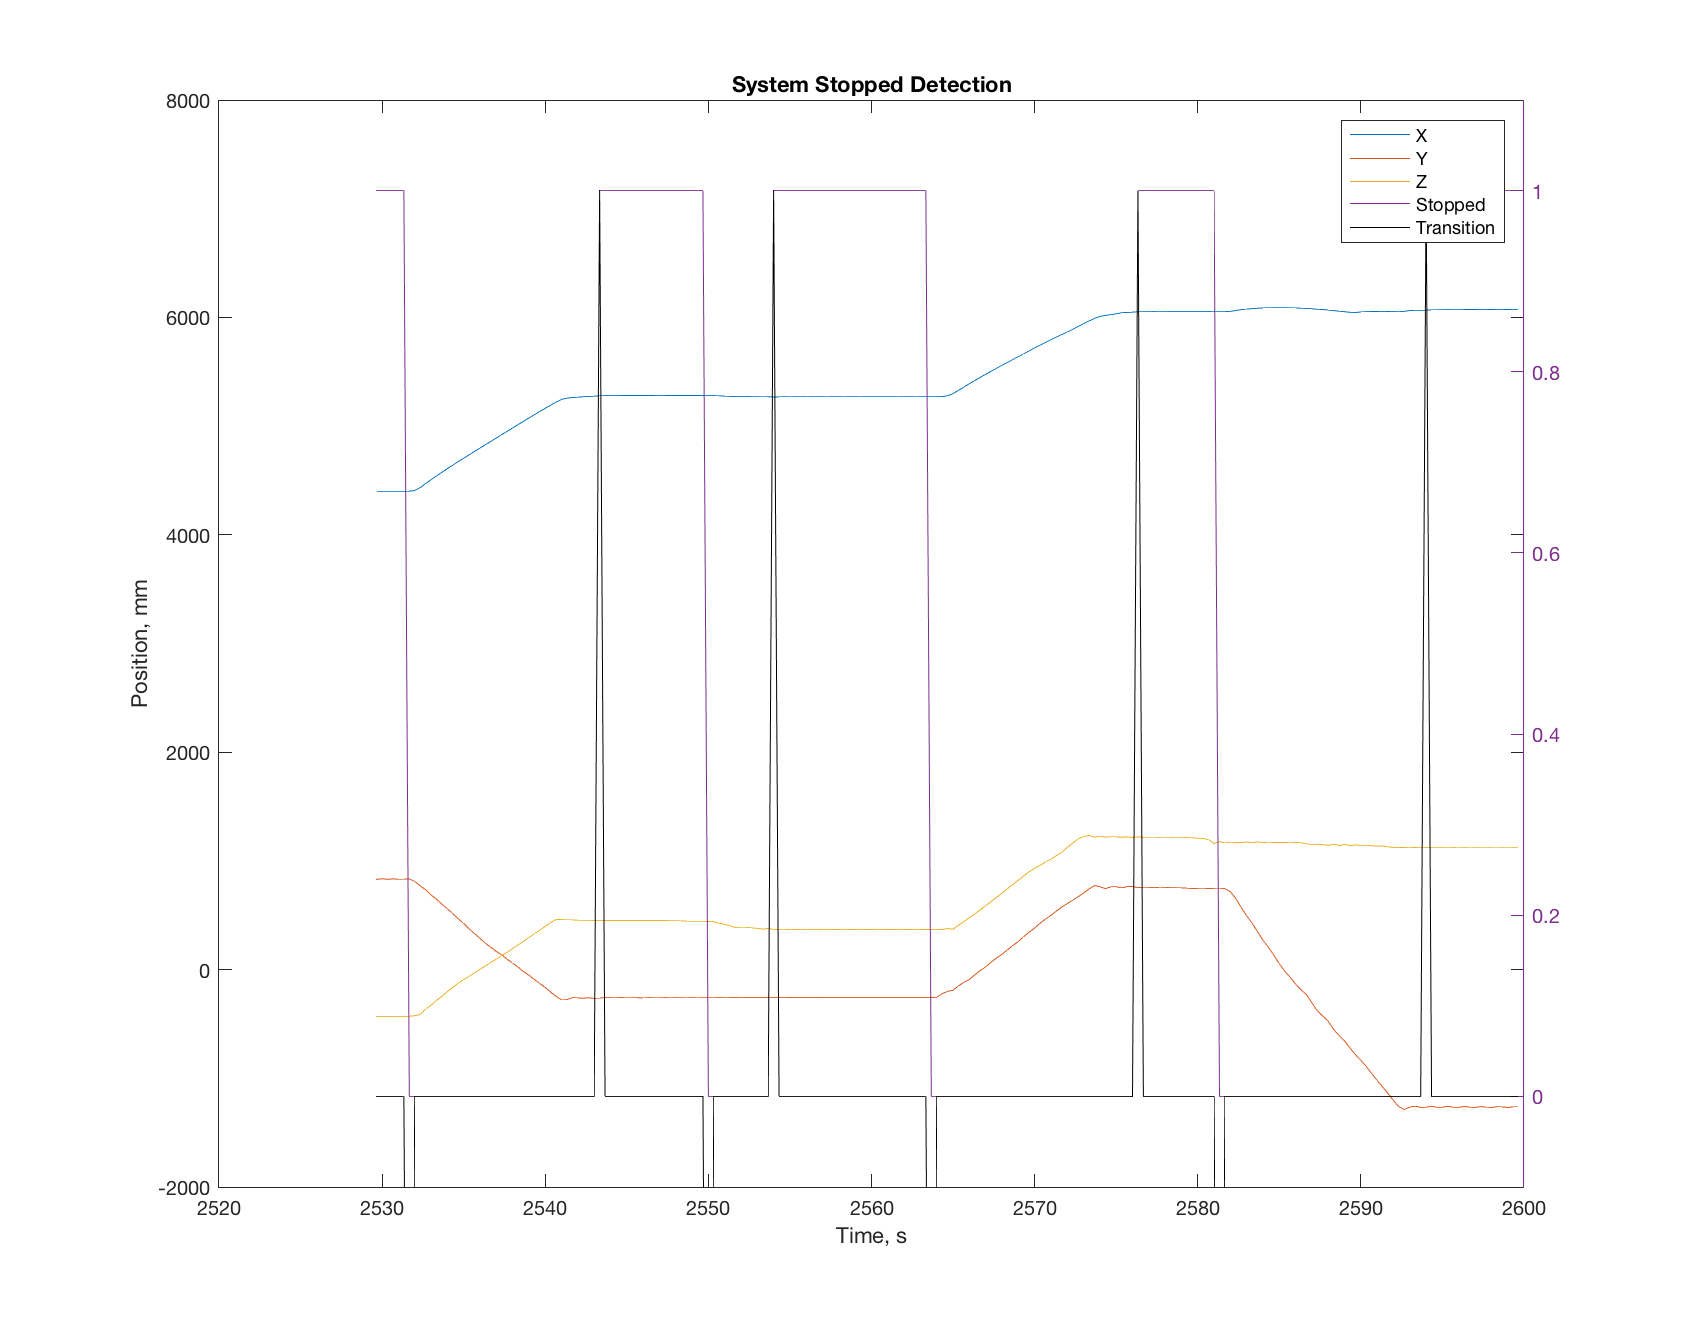 System Stopped Detection
8000
6000
4000
2000
0
-2000
Position, mm
2520 2530 2540 2550 2560 2570 2580 2590 2600
Time, s
X
Y
Z
Stopped
Transition
1
0.8
0.6
0.4
0.2
0